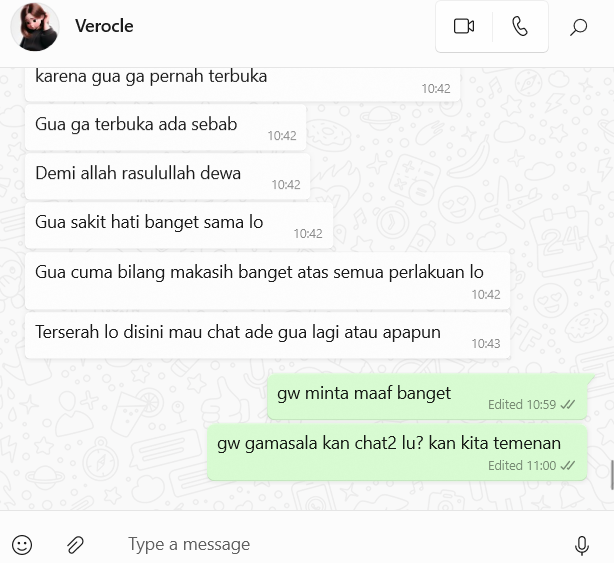 Verocle
karena gua ga pernah terbuka
10:42
Gua ga terbuka ada sebab
10:42
Demi allah rasulullah dewa
10:42
Gua sakit hati banget sama lo
10:42
Gua cuma bilang makasih banget atas semua perlakuan lo
10:42
Terserah lo disini mau chat ade gua lagi atau apapun
10:43
gw minta maaf banget
Edited 10:59
gw gamasala kan chat2 lu? kan kita temenan
Edited 11:00
Type a message